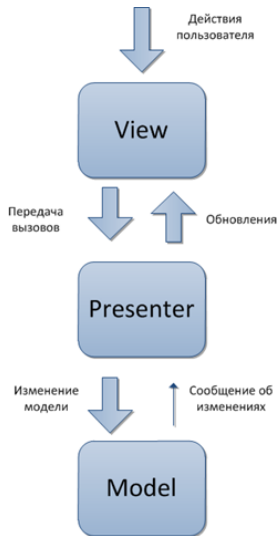 Действия
пользователя
View
Передача
вызовов
Обновления
Presenter
Изменение
модели
Сообщение об
изменениях
Model